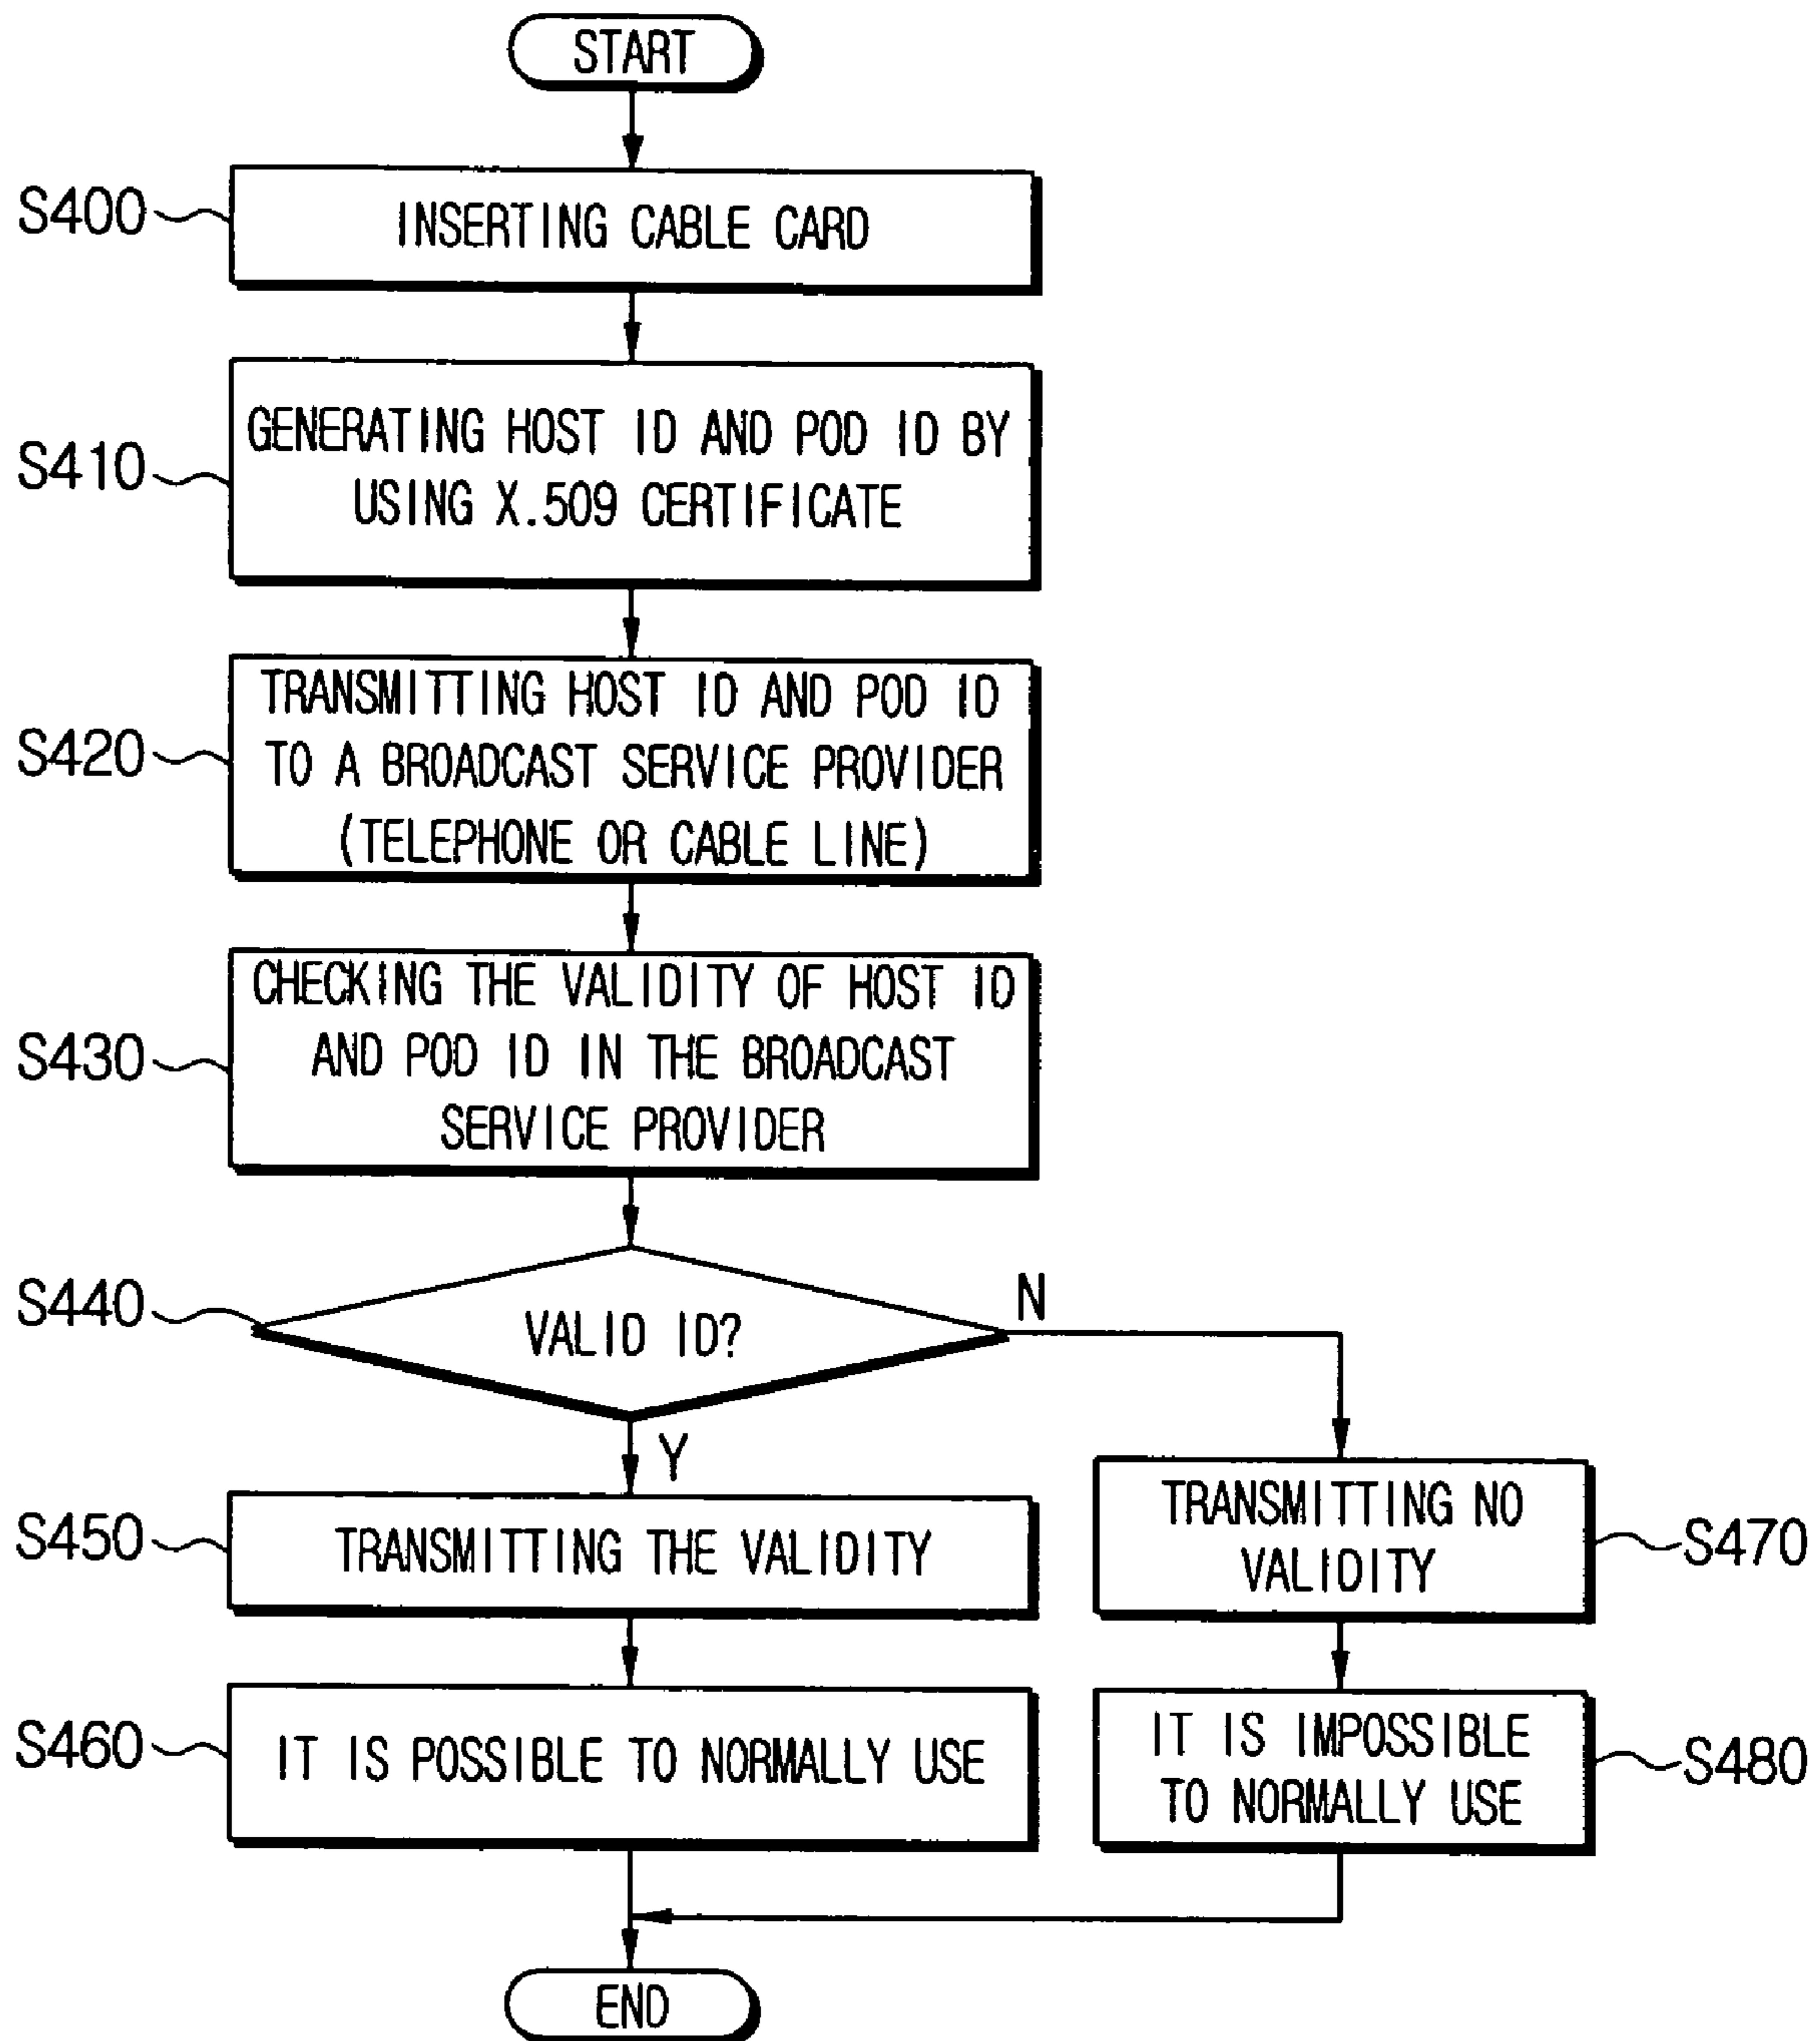 START
S400
INSERTING CABLE CARD
S410
GENERATING HOST ID AND POD ID BY
USING X.509 CERTIFICATE
S420
TRANSMITTING HOST ID AND POD ID
TO A BROADCAST SERVICE PROVIDER
(TELEPHONE OR CABLE LINE)
S430
CHECKING THE VALIDITY OF HOST ID
AND POD ID IN THE BROADCAST
SERVICE PROVIDER
S440
VALID ID?
N
Y
S450
TRANSMITTING THE VALIDITY
TRANSMITTING NO
VALIDITY
S470
S460
IT IS POSSIBLE TO NORMALLY USE
IT IS IMPOSSIBLE
TO NORMALLY USE
S480
END